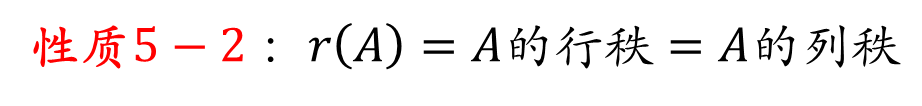 性质5 − 2： r(A) = A的行秩 = A的列秩